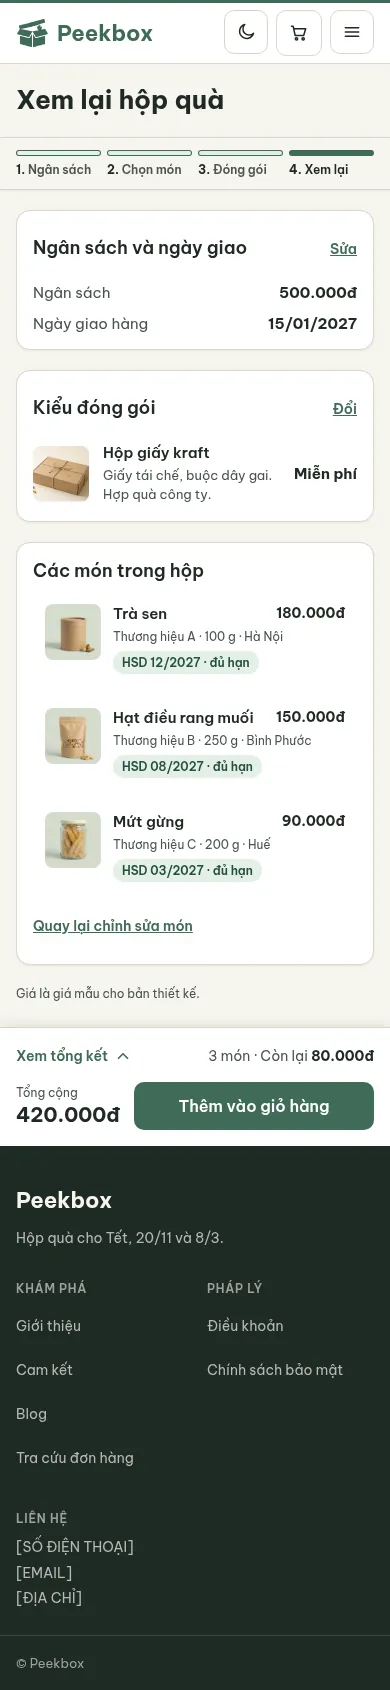 Peekbox
Xem lại hộp quà
1. Ngân sách
2. Chọn món
3. Đóng gói
4. Xem lại
Ngân sách và ngày giao
Sửa
Ngân sách
500.000đ
Ngày giao hàng
15/01/2027
Kiểu đóng gói
Đổi
Hộp giấy kraft
Giấy tái chế, buộc dây gai.
Hợp quà công ty.
Miễn phí
Các món trong hộp
Trà sen
180.000đ
Thương hiệu A · 100 g · Hà Nội
HSD 12/2027 · đủ hạn
Hạt điều rang muối
150.000đ
Thương hiệu B · 250 g · Bình Phước
HSD 08/2027 · đủ hạn
Mứt gừng
90.000đ
Thương hiệu C · 200 g · Huế
HSD 03/2027 · đủ hạn
Quay lại chỉnh sửa món
Giá là giá mẫu cho bản thiết kế.
Xem tổng kết
3 món · Còn lại 80.000đ
Tổng cộng
420.000đ
Thêm vào giỏ hàng
Peekbox
Hộp quà cho Tết, 20/11 và 8/3.
KHÁM PHÁ
PHÁP LÝ
Giới thiệu
Điều khoản
Cam kết
Chính sách bảo mật
Blog
Tra cứu đơn hàng
LIÊN HỆ
[SỐ ĐIỆN THOẠI]
[EMAIL]
[ĐỊA CHỈ]
© Peekbox